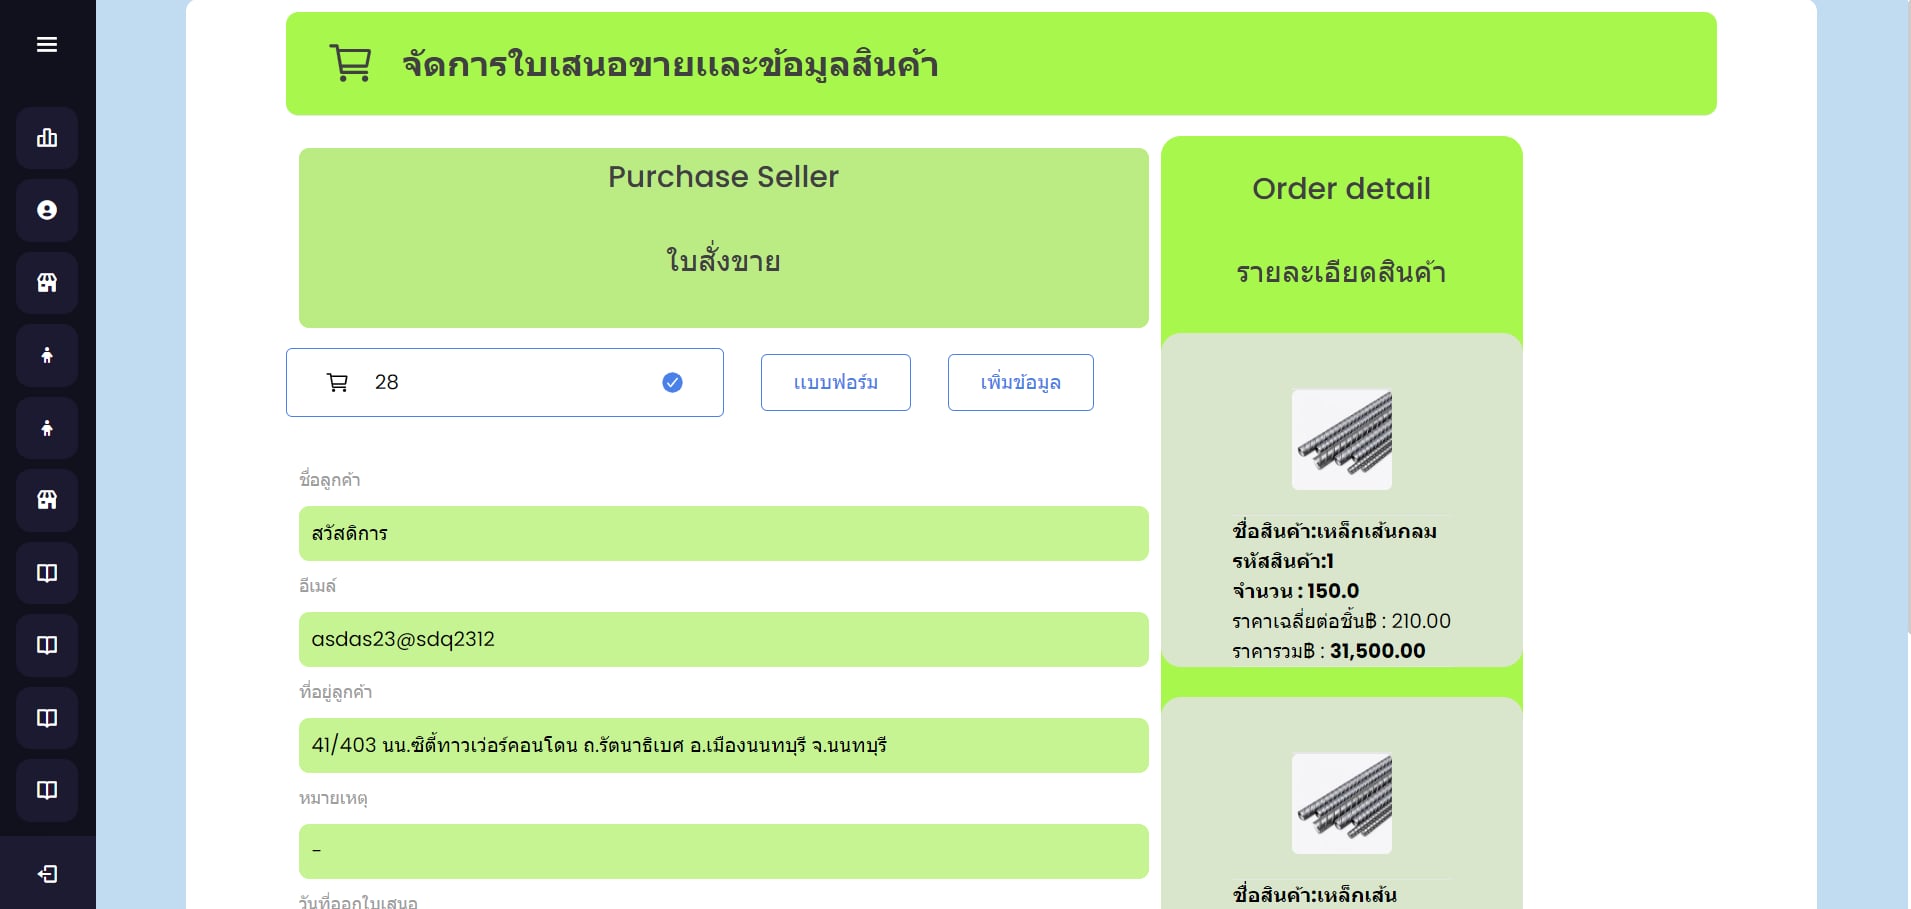 จัดการใบเสนอขายและข้อมูลสินค้า
Purchase Seller
ใบสั่งขาย
28
แบบฟอร์ม
เพิ่มข้อมูล
ชื่อลูกค้า
สวัสดิการ
อีเมล์
asdas23@sdq2312
ที่อยู่ลูกค้า
41/403 นน.ซิตี้ทาวเว่อร์คอนโดน ถ.รัตนาธิเบศ อ.เมืองนนทบุรี จ.นนทบุรี
หมายเหตุ
-
วันที่ออกใบเสนอ
Order detail
รายละเอียดสินค้า
ชื่อสินค้า:เหล็กเส้นกลม
รหัสสินค้า:1
จำนวน : 150.0
ราคาเฉลี่ยต่อชิ้น฿ : 210.00
ราคารวม฿ : 31,500.00
ชื่อสินค้า:เหล็กเส้น